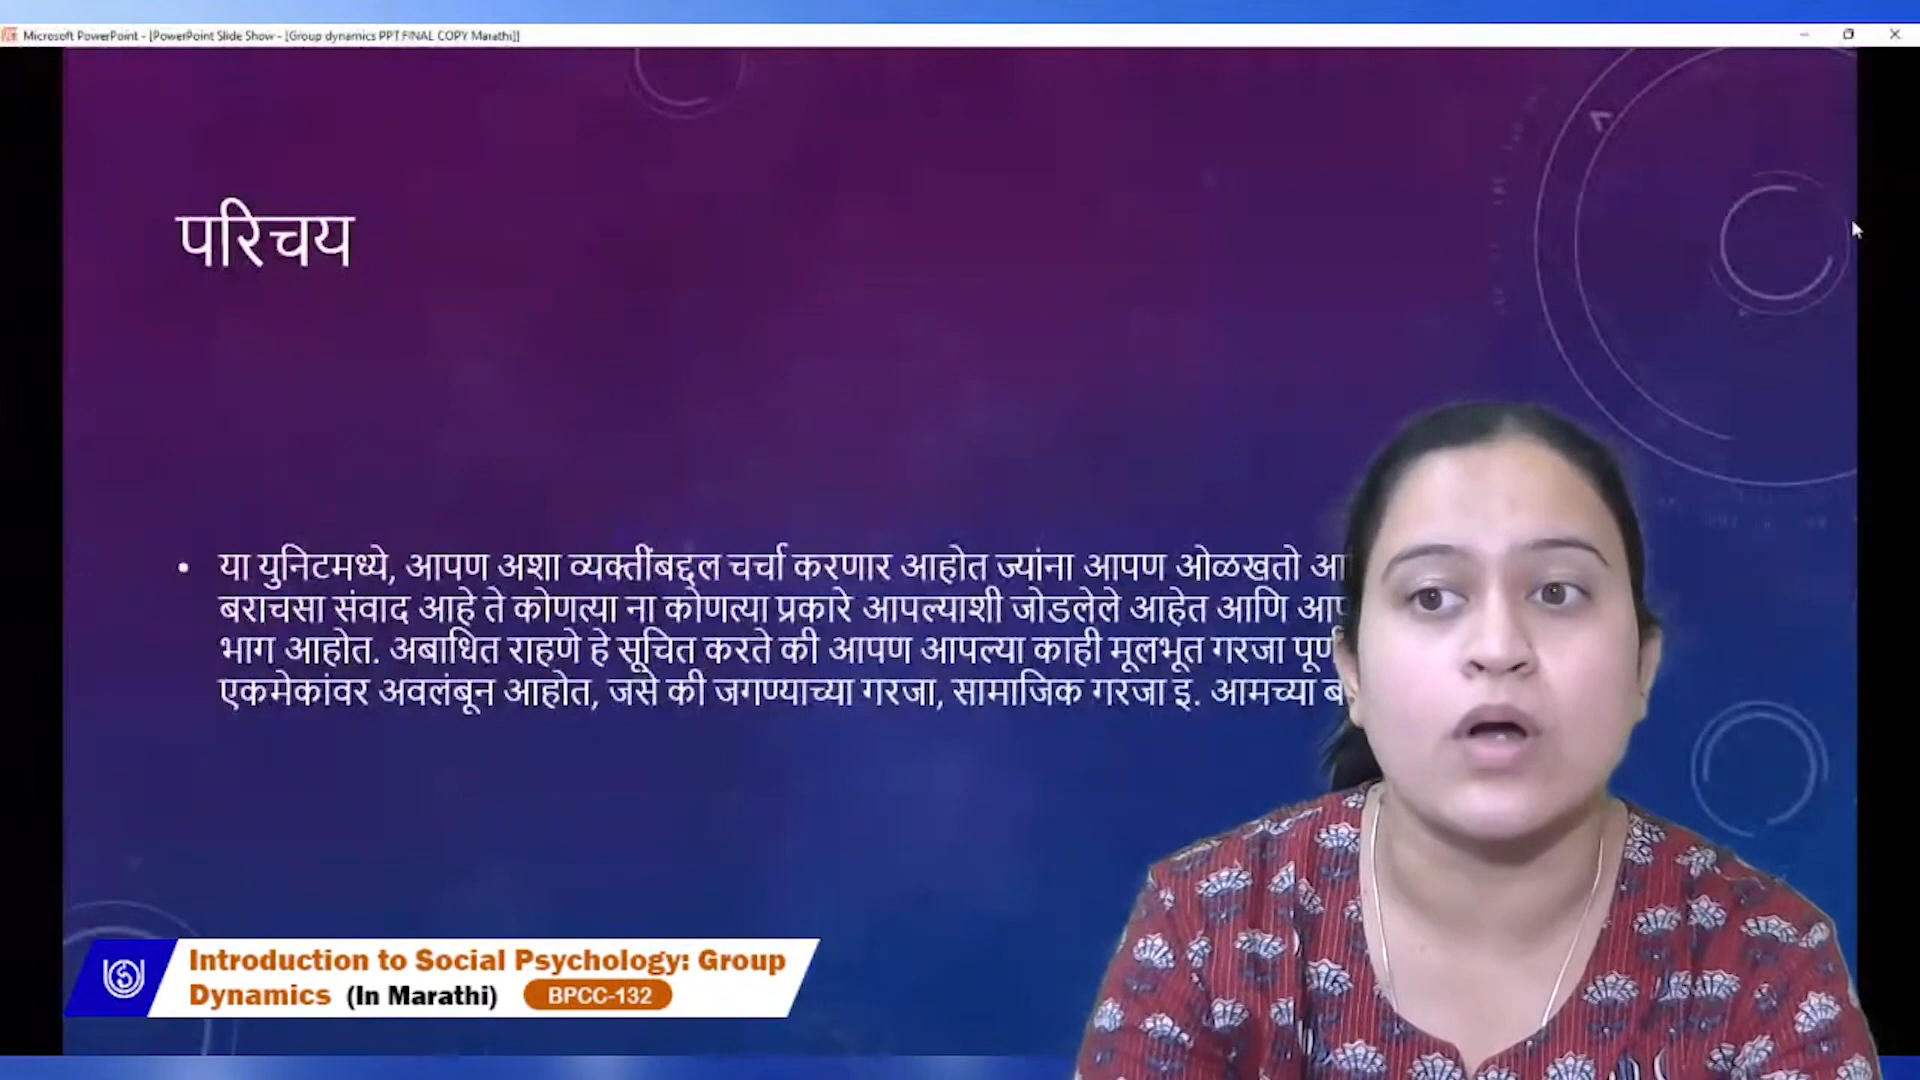 Microsoft PowerPoint - [PowerPoint Slide Show - [Group dynamics PPT FINAL COPY Marathi]]
परिचय
• या युनिटमध्ये, आपण अशा व्यक्तींबद्दल चर्चा करणार आहोत ज्यांना आपण ओळखतो
बराचसा संवाद आहे ते कोणत्या ना कोणत्या प्रकारे आपल्याशी जोडलेले आहेत आणि
भाग आहोत. अबाधित राहणे हे सूचित करते की आपण आपल्या काही मूलभूत गरजा
एकमेकांवर अवलंबून आहोत, जसे की जगण्याच्या गरजा, सामाजिक गरजा इ. आमच्या
Introduction to Social Psychology: Group
Dynamics (In Marathi) BPCC-132